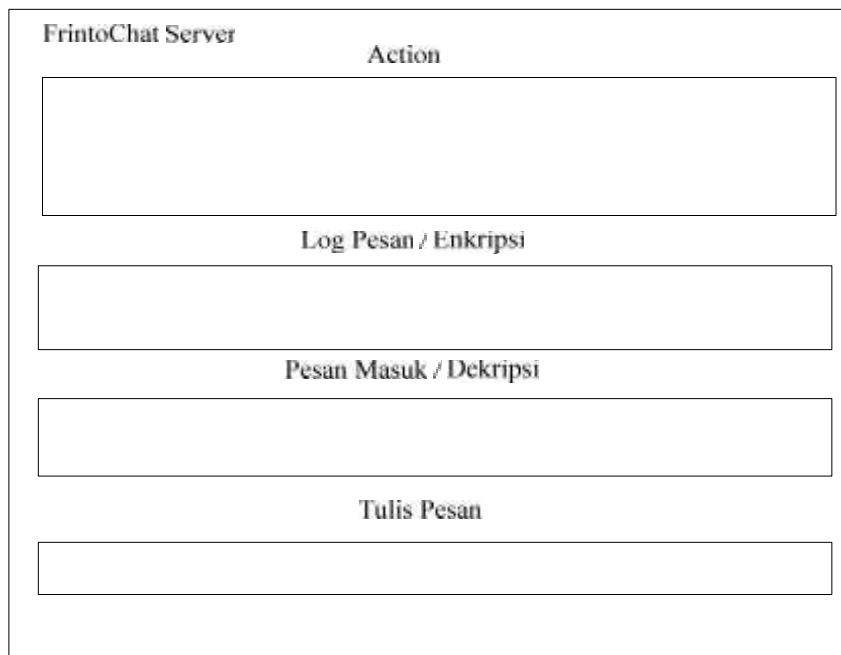 FrintoChat Server
Action
Log Pesan / Enkripsi
Pesan Masuk / Dekripsi
Tulis Pesan